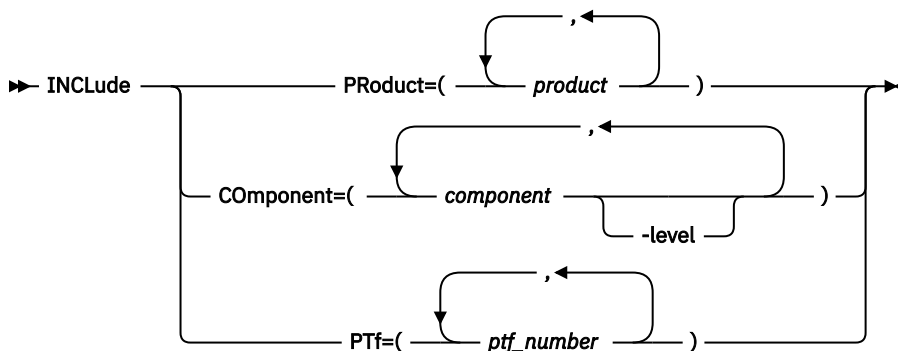 ,
INCLude PRoduct=( product )
,
COmponent=( component )
-level
,
PTf=( ptf_number )